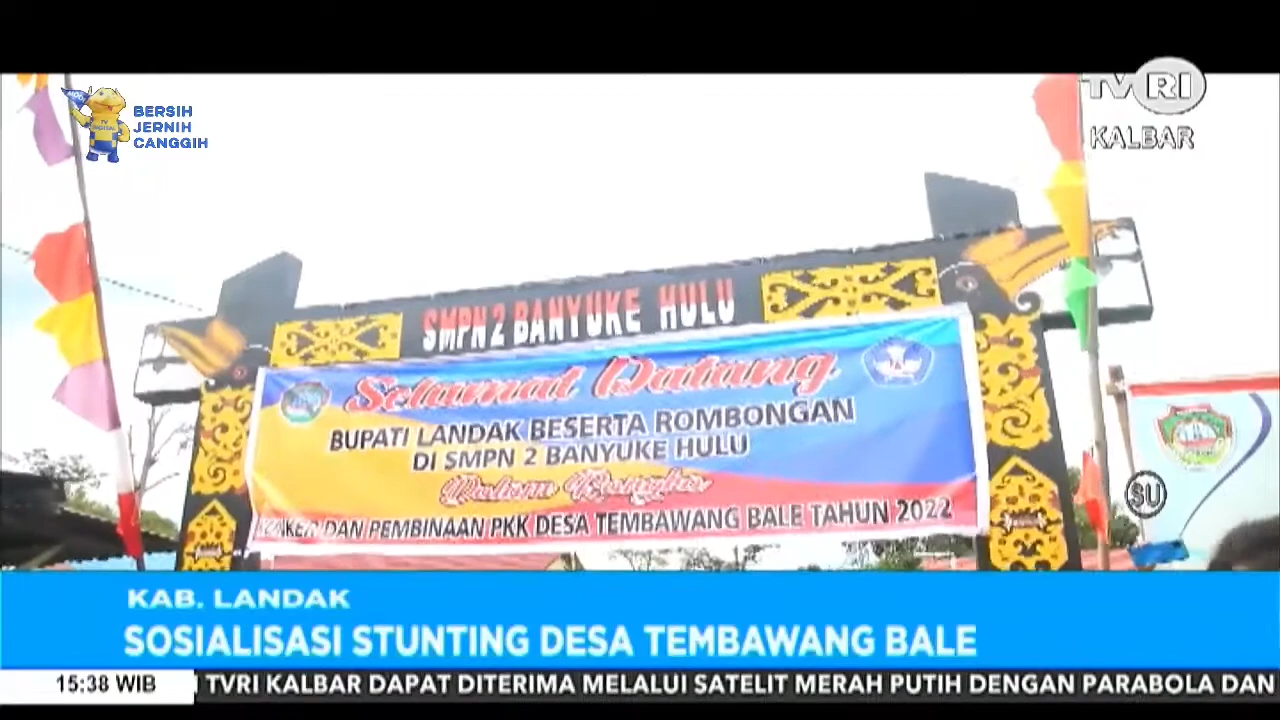 BERSIH
JERNIH
CANGGIH
TVRI
KALBAR
SMPN 2 BANYUKE HULU
Selamat Datang
BUPATI LANDAK BESERTA ROMBONGAN
DI SMPN 2 BANYUKE HULU
Dalam Rangka
DAN PEMBINAAN PKK DESA TEMBAWANG BALE TAHUN 2022
SU
KAB. LANDAK
SOSIALISASI STUNTING DESA TEMBAWANG BALE
15:38 WIB
TVRI KALBAR DAPAT DITERIMA MELALUI SATELIT MERAH PUTIH DENGAN PARABOLA DAN